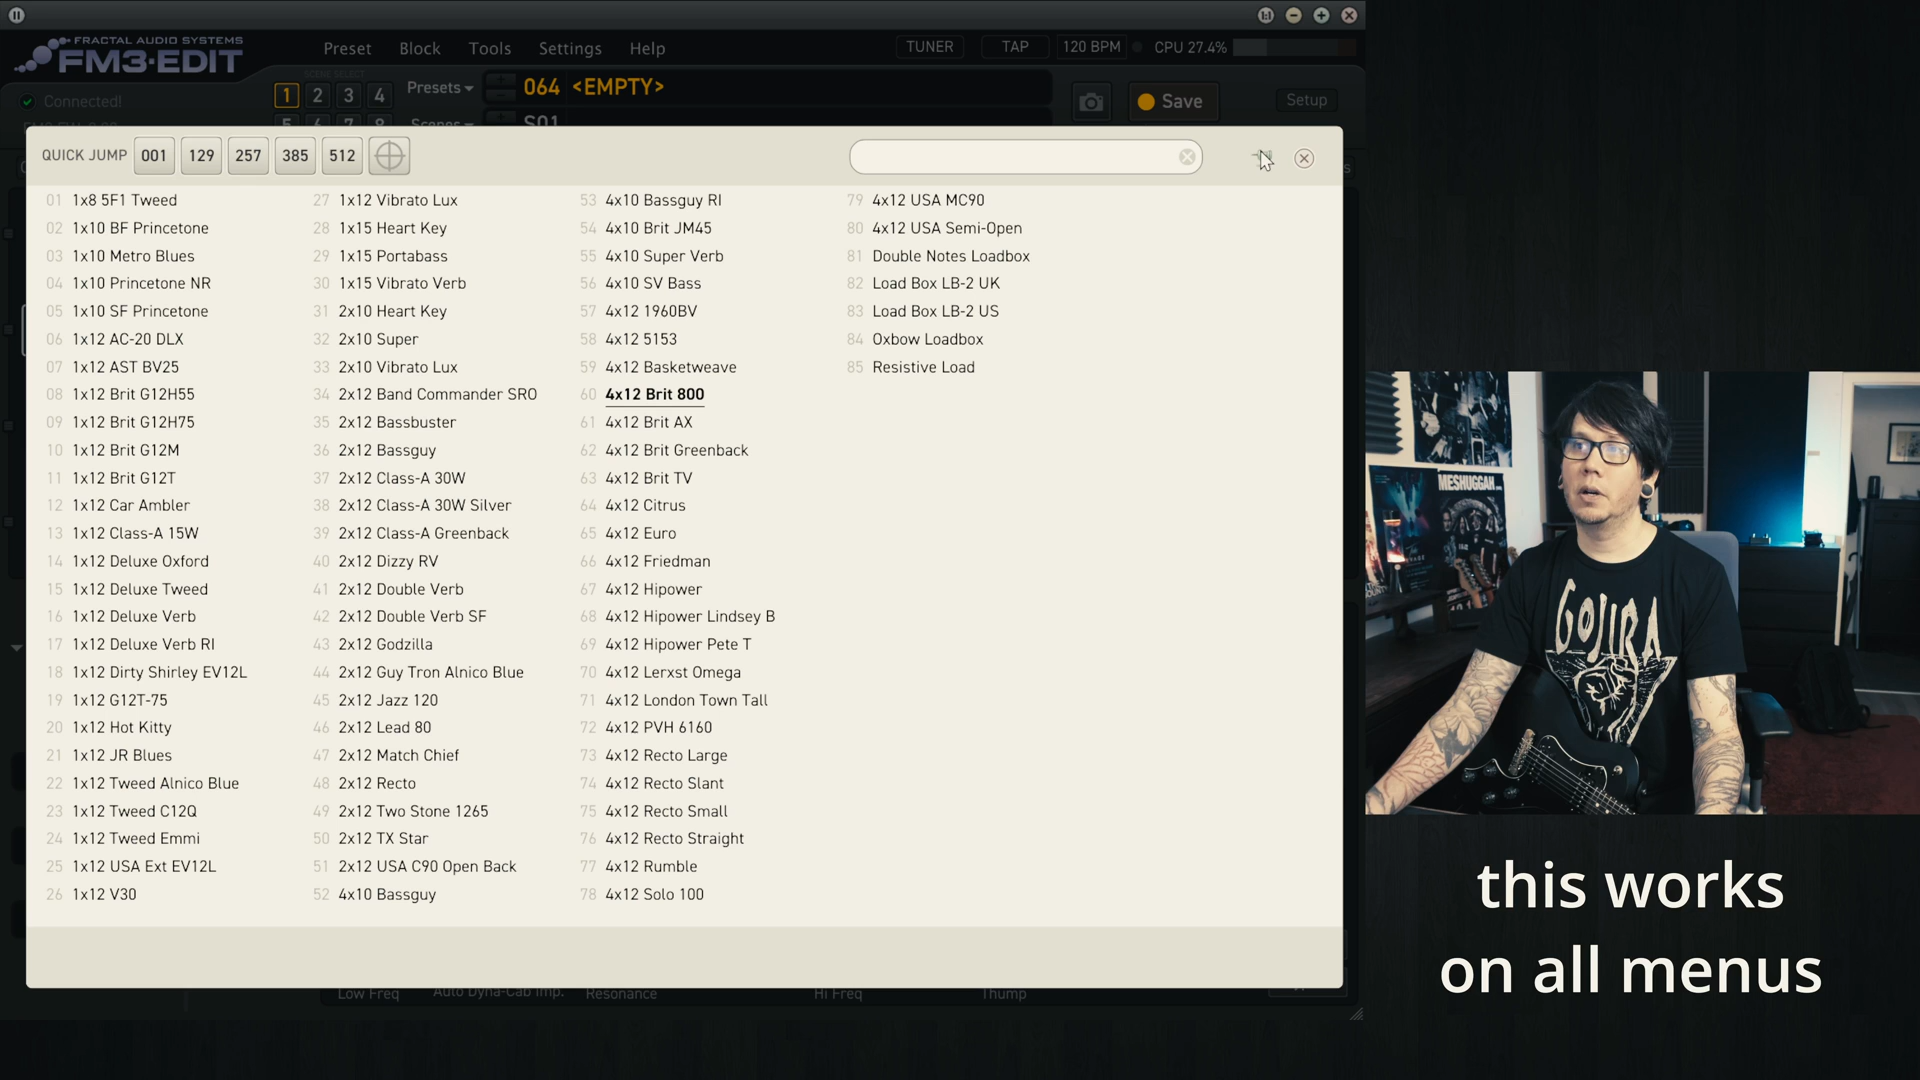 FRACTAL AUDIO SYSTEMS
FM3-EDIT
Preset Block Tools Settings Help
TUNER TAP 120 BPM CPU 27.4%
SCENE SELECT
1 2 3 4
Presets
064 <EMPTY>
Save
Setup
Connected!
5 6 7 8
Scenes
S01
QUICK JUMP 001 129 257 385 512
01 1x8 5F1 Tweed
02 1x10 BF Princetone
03 1x10 Metro Blues
04 1x10 Princetone NR
05 1x10 SF Princetone
06 1x12 AC-20 DLX
07 1x12 AST BV25
08 1x12 Brit G12H55
09 1x12 Brit G12H75
10 1x12 Brit G12M
11 1x12 Brit G12T
12 1x12 Car Ambler
13 1x12 Class-A 15W
14 1x12 Deluxe Oxford
15 1x12 Deluxe Tweed
16 1x12 Deluxe Verb
17 1x12 Deluxe Verb RI
18 1x12 Dirty Shirley EV12L
19 1x12 G12T-75
20 1x12 Hot Kitty
21 1x12 JR Blues
22 1x12 Tweed Alnico Blue
23 1x12 Tweed C12Q
24 1x12 Tweed Emmi
25 1x12 USA Ext EV12L
26 1x12 V30
27 1x12 Vibrato Lux
28 1x15 Heart Key
29 1x15 Portabass
30 1x15 Vibrato Verb
31 2x10 Heart Key
32 2x10 Super
33 2x10 Vibrato Lux
34 2x12 Band Commander SRO
35 2x12 Bassbuster
36 2x12 Bassguy
37 2x12 Class-A 30W
38 2x12 Class-A 30W Silver
39 2x12 Class-A Greenback
40 2x12 Dizzy RV
41 2x12 Double Verb
42 2x12 Double Verb SF
43 2x12 Godzilla
44 2x12 Guy Tron Alnico Blue
45 2x12 Jazz 120
46 2x12 Lead 80
47 2x12 Match Chief
48 2x12 Recto
49 2x12 Two Stone 1265
50 2x12 TX Star
51 2x12 USA C90 Open Back
52 4x10 Bassguy
53 4x10 Bassguy RI
54 4x10 Brit JM45
55 4x10 Super Verb
56 4x10 SV Bass
57 4x12 1960BV
58 4x12 5153
59 4x12 Basketweave
60 4x12 Brit 800
61 4x12 Brit AX
62 4x12 Brit Greenback
63 4x12 Brit TV
64 4x12 Citrus
65 4x12 Euro
66 4x12 Friedman
67 4x12 Hipower
68 4x12 Hipower Lindsey B
69 4x12 Hipower Pete T
70 4x12 Lerxst Omega
71 4x12 London Town Tall
72 4x12 PVH 6160
73 4x12 Recto Large
74 4x12 Recto Slant
75 4x12 Recto Small
76 4x12 Recto Straight
77 4x12 Rumble
78 4x12 Solo 100
79 4x12 USA MC90
80 4x12 USA Semi-Open
81 Double Notes Loadbox
82 Load Box LB-2 UK
83 Load Box LB-2 US
84 Oxbow Loadbox
85 Resistive Load
Low Freq Auto Dyna-Cab Imp. Resonance Hi Freq Thump
MESHUGGAH
GOJIRA
this works
on all menus